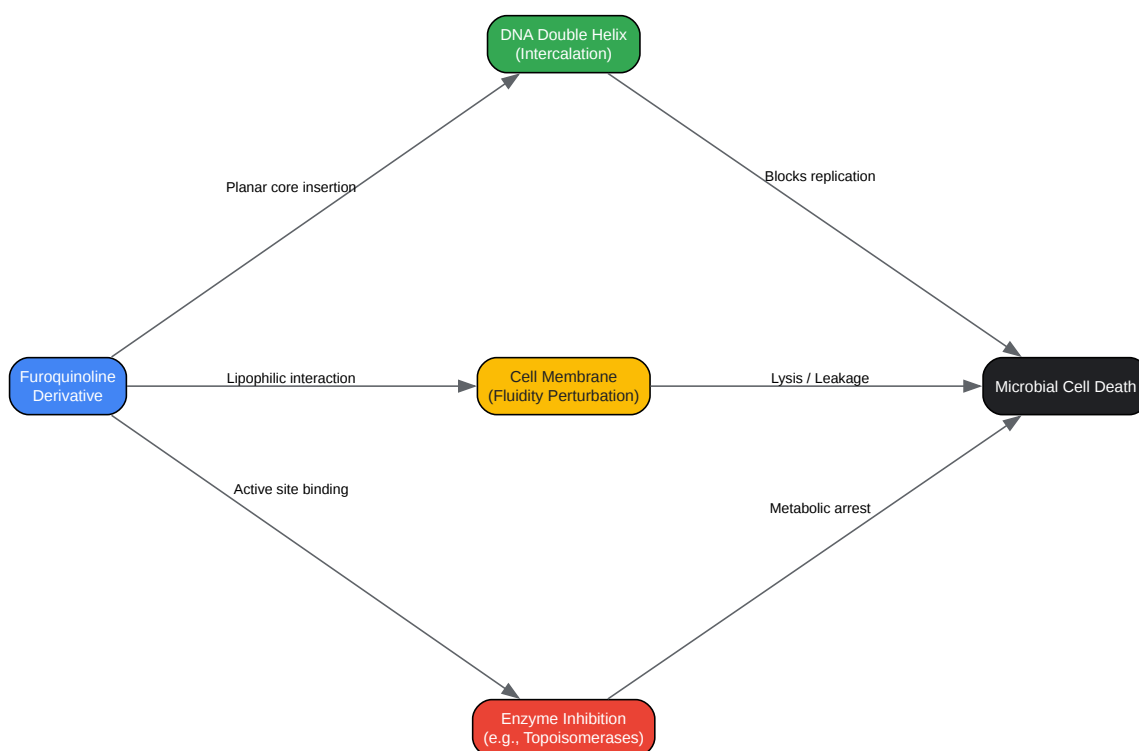 DNA Double Helix
(Intercalation)
Blocks replication
Planar core insertion
Furoquinoline
Derivative
Lipophilic interaction
Cell Membrane
(Fluidity Perturbation)
Lysis / Leakage
Microbial Cell Death
Active site binding
Metabolic arrest
Enzyme Inhibition
(e.g., Topoisomerases)